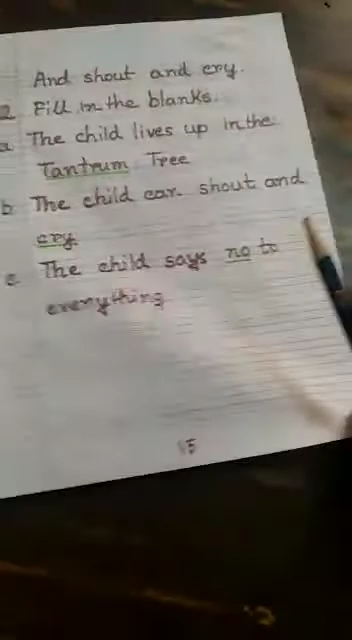 And shout and cry.
2 Fill in the blanks.
a The child lives up in the
Tantrum Tree
b The child can shout and
cry.
c The child says no to
everything
15